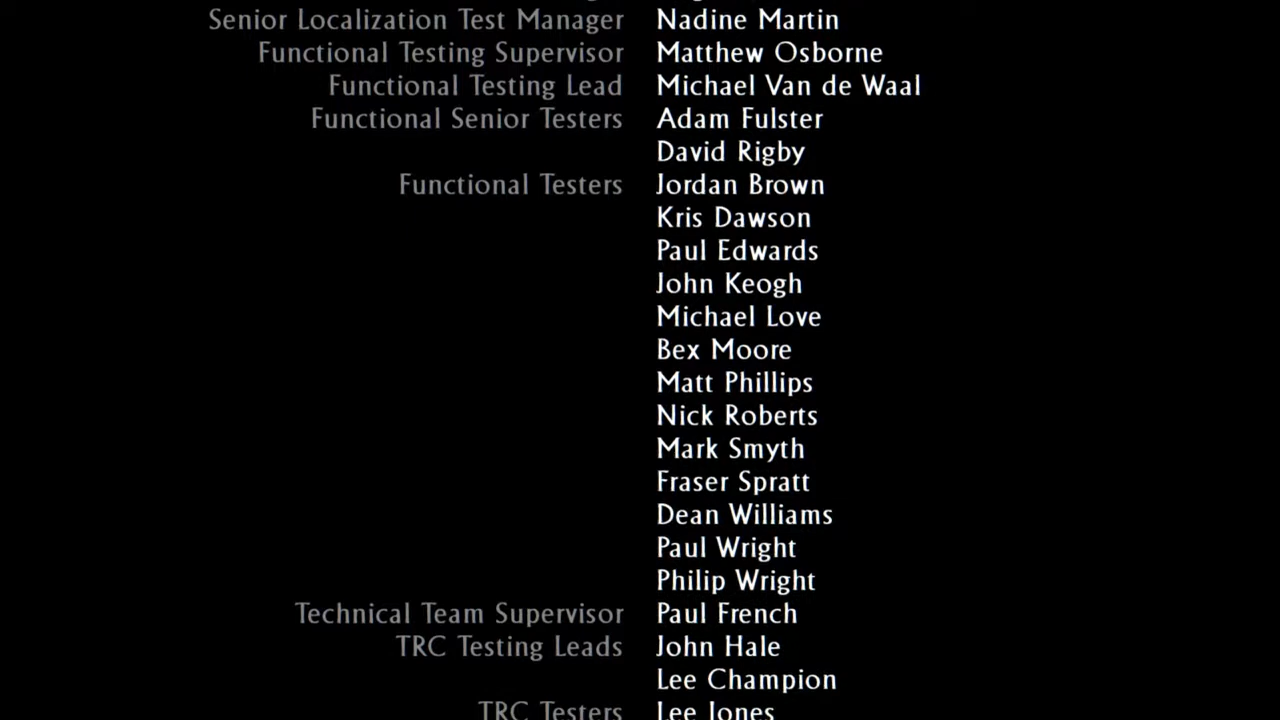 Senior Localization Test Manager Nadine Martin
Functional Testing Supervisor Matthew Osborne
Functional Testing Lead Michael Van de Waal
Functional Senior Testers Adam Fulster
David Rigby
Functional Testers Jordan Brown
Kris Dawson
Paul Edwards
John Keogh
Michael Love
Bex Moore
Matt Phillips
Nick Roberts
Mark Smyth
Fraser Spratt
Dean Williams
Paul Wright
Philip Wright
Technical Team Supervisor Paul French
TRC Testing Leads John Hale
Lee Champion
TRC Testers Lee Jones